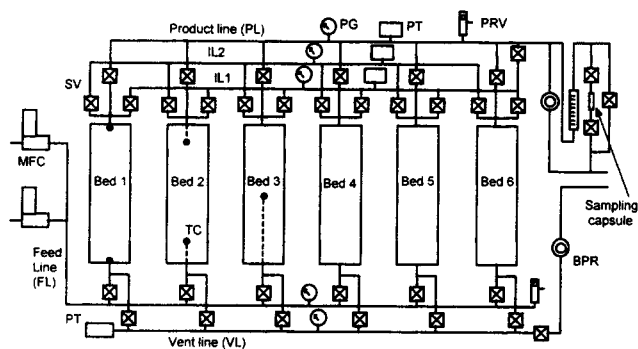 Product line (PL)
PG
PT
PRV
IL2
SV
IL1
MFC
Bed 1
Bed 2
Bed 3
Bed 4
Bed 5
Bed 6
Sampling
capsule
TC
Feed
Line
(FL)
BPR
PT
Vent line (VL)